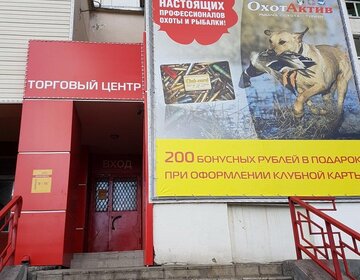 ТОРГОВЫЙ ЦЕНТР
ВХОД
НАСТОЯЩИХ
ПРОФЕССИОНАЛОВ
ОХОТЫ И РЫБАЛКИ!
ОхотАктив
200 БОНУСНЫХ РУБЛЕЙ В ПОДАРОК
ПРИ ОФОРМЛЕНИИ КЛУБНОЙ КАРТЫ